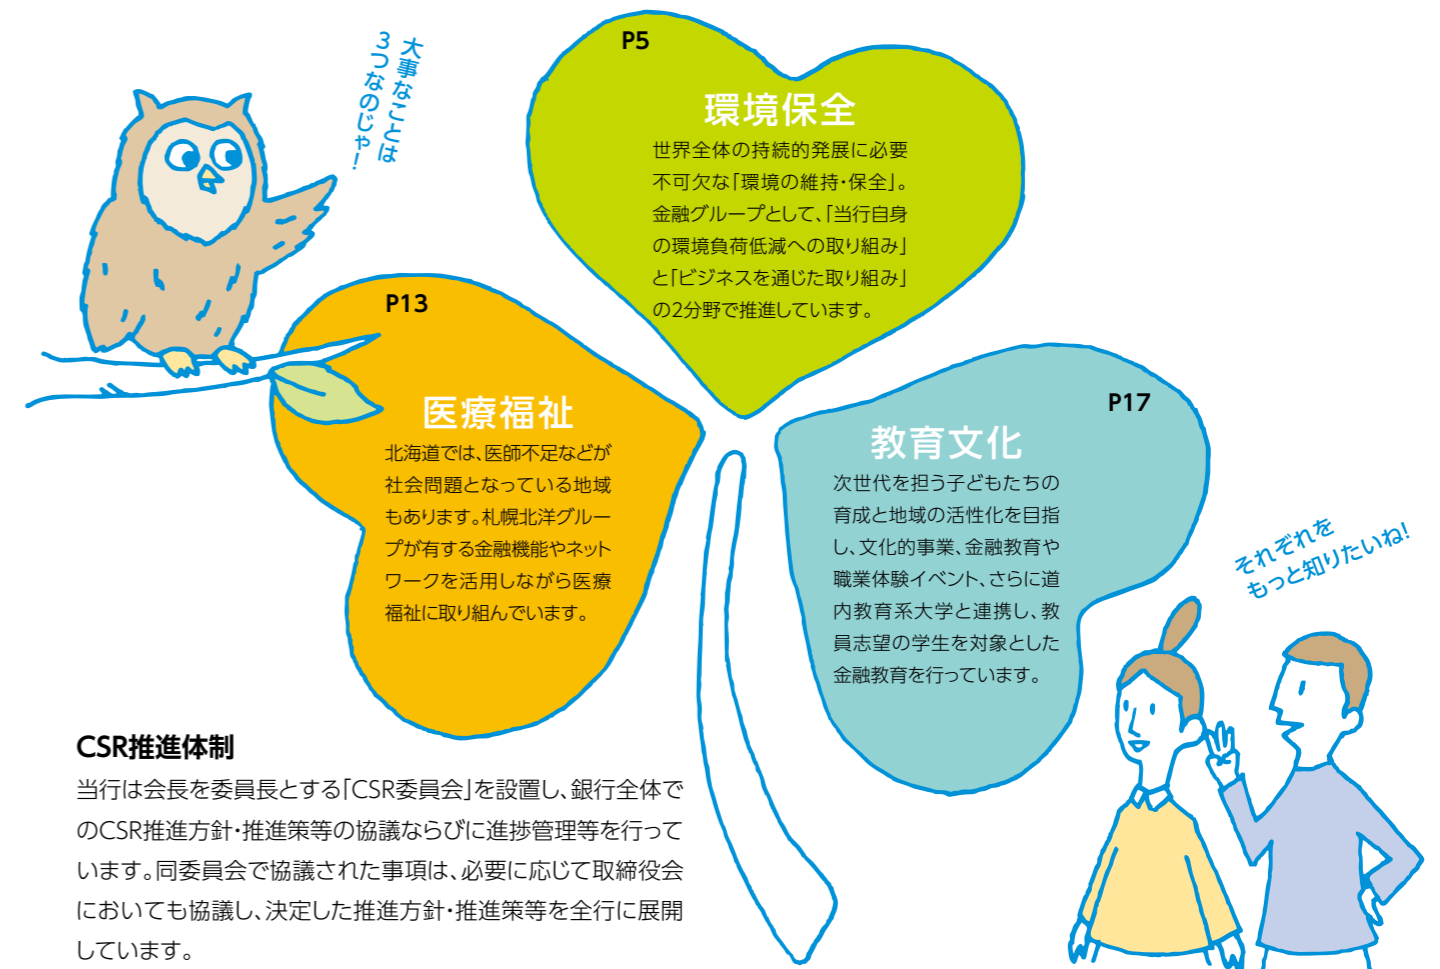 大事なことは
3つなのじゃ！
P5
環境保全
世界全体の持続的発展に必要
不可欠な「環境の維持・保全」。
金融グループとして、「当行自身
の環境負荷低減への取り組み」
と「ビジネスを通じた取り組み」
の2分野で推進しています。
P13
医療福祉
北海道では、医師不足などが
社会問題となっている地域
もあります。札幌北洋グルー
プが有する金融機能やネット
ワークを活用しながら医療
福祉に取り組んでいます。
P17
教育文化
次世代を担う子どもたちの
育成と地域の活性化を目指
し、文化的事業、金融教育や
職業体験イベント、さらに道
内教育系大学と連携し、教
員志望の学生を対象とした
金融教育を行っています。
それぞれを
もっと知りたいね！
CSR推進体制
当行は会長を委員長とする「CSR委員会」を設置し、銀行全体で
のCSR推進方針・推進策等の協議ならびに進捗管理等を行って
います。同委員会で協議された事項は、必要に応じて取締役会
においても協議し、決定した推進方針・推進策等を全行に展開
しています。